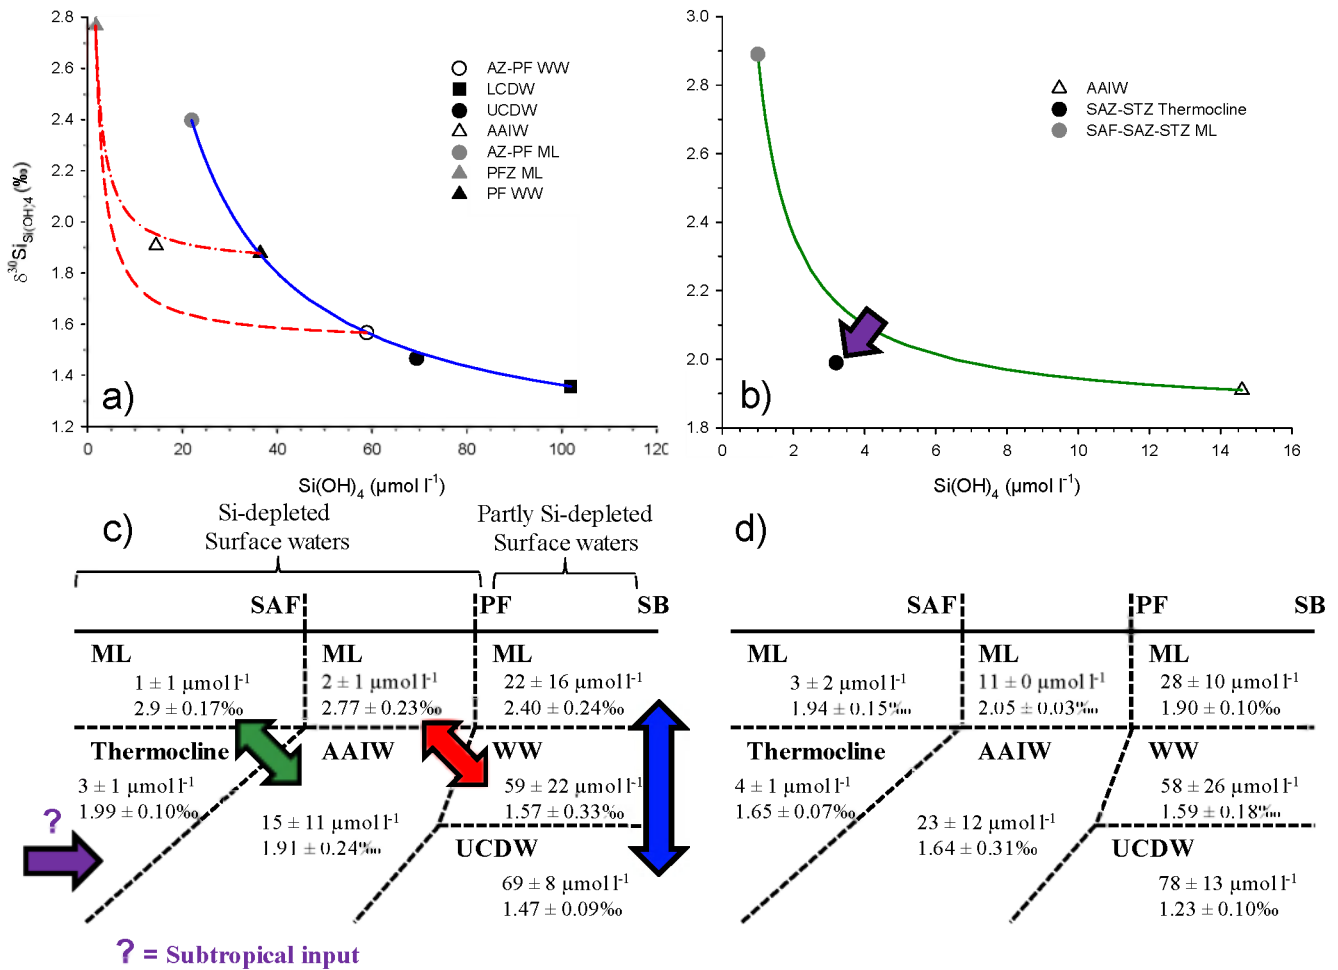 2.8
2.6
2.4
2.2
2.0
1.8
1.6
1.4
1.2
δ³⁰Si Si(OH)4 (‰)
AZ-PF WW
LCDW
UCDW
AAIW
AZ-PF ML
PFZ ML
PF WW
a)
0 20 40 60 80 100 120
Si(OH)₄ (µmol l⁻¹)
3.0
2.8
2.6
2.4
2.2
2.0
1.8
AAIW
SAZ-STZ Thermocline
SAF-SAZ-STZ ML
b)
0 2 4 6 8 10 12 14 16
Si(OH)₄ (µmol l⁻¹)
c)
Si-depleted
Surface waters
Partly Si-depleted
Surface waters
SAF PF SB
ML ML ML
1 ± 1 µmol l⁻¹ 2 ± 1 µmol l⁻¹ 22 ± 16 µmol l⁻¹
2.9 ± 0.17‰ 2.77 ± 0.23‰ 2.40 ± 0.24‰
Thermocline AAIW WW
3 ± 1 µmol l⁻¹ 59 ± 22 µmol l⁻¹
1.99 ± 0.10‰ 1.57 ± 0.33‰
?
15 ± 11 µmol l⁻¹
1.91 ± 0.24‰
UCDW
69 ± 8 µmol l⁻¹
1.47 ± 0.09‰
? = Subtropical input
d)
SAF PF SB
ML ML ML
3 ± 2 µmol l⁻¹ 11 ± 0 µmol l⁻¹ 28 ± 10 µmol l⁻¹
1.94 ± 0.15‰ 2.05 ± 0.03‰ 1.90 ± 0.10‰
Thermocline AAIW WW
4 ± 1 µmol l⁻¹ 58 ± 26 µmol l⁻¹
1.65 ± 0.07‰ 1.59 ± 0.18‰
23 ± 12 µmol l⁻¹
1.64 ± 0.31‰
UCDW
78 ± 13 µmol l⁻¹
1.23 ± 0.10‰